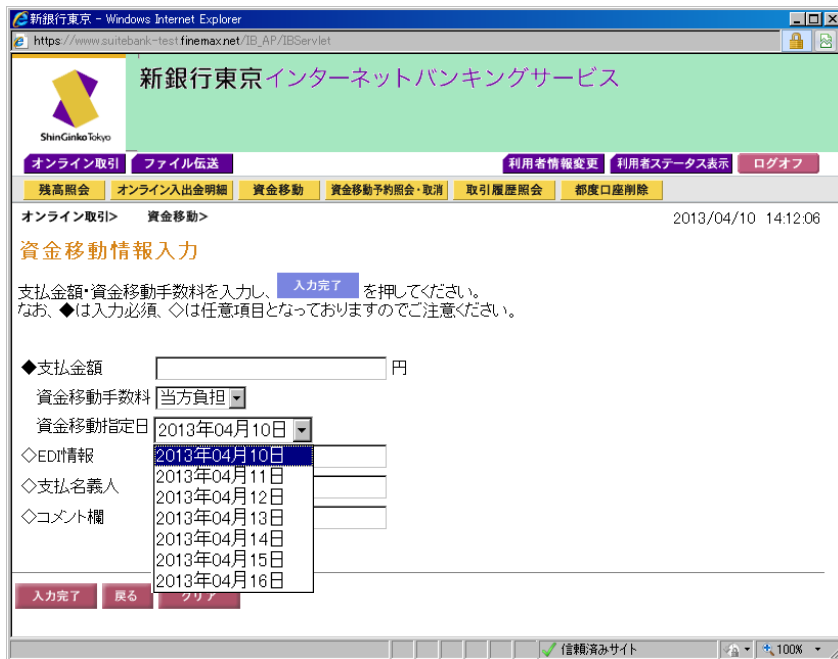 新銀行東京 - Windows Internet Explorer
https://www.suitebank-test.finemax.net/IB_AP/IBServlet
新銀行東京インターネットバンキングサービス
ShinGinko Tokyo
オンライン取引 ファイル伝送 利用者情報変更 利用者ステータス表示 ログオフ
残高照会 オンライン入出金明細 資金移動 資金移動予約照会・取消 取引履歴照会 都度口座削除
オンライン取引> 資金移動> 2013/04/10 14:12:06
資金移動情報入力
支払金額・資金移動手数料を入力し、 入力完了 を押してください。
なお、◆は入力必須、◇は任意項目となっておりますのでご注意ください。
◆支払金額 円
資金移動手数料 当方負担
資金移動指定日 2013年04月10日
◇EDI情報
◇支払名義人
◇コメント欄
2013年04月10日
2013年04月11日
2013年04月12日
2013年04月13日
2013年04月14日
2013年04月15日
2013年04月16日
入力完了 戻る クリア
信頼済みサイト 100%